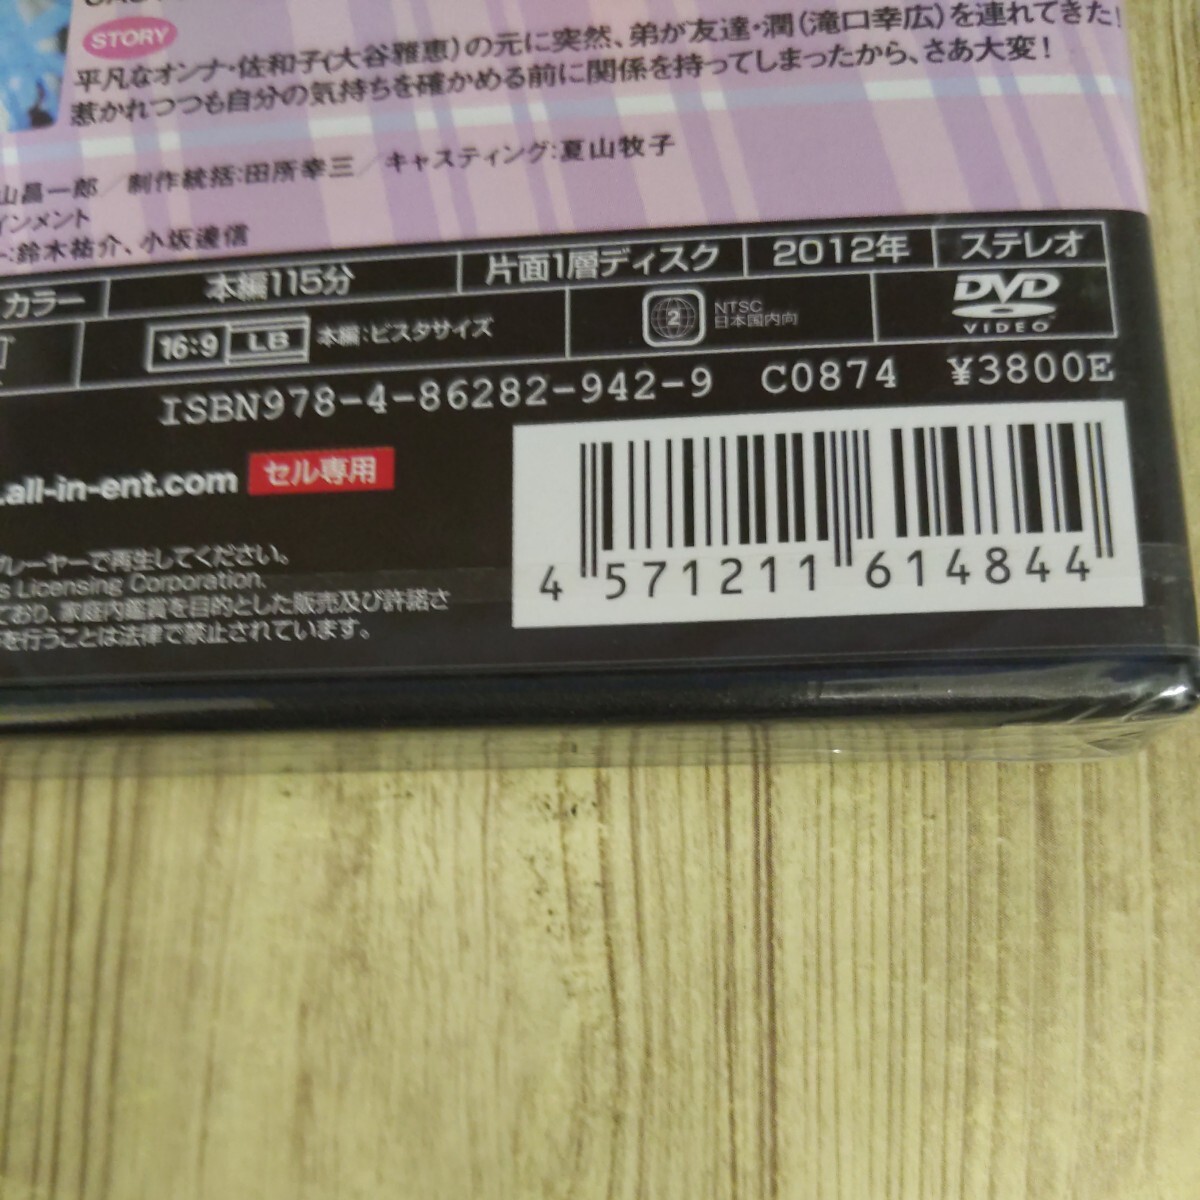 STORY
平凡なオンナ・佐和子(大谷雅恵)の元に突然、弟が友達・潤(滝口幸広)を連れてきた!
惹かれつつも自分の気持ちを確かめる前に関係を持ってしまったから、さあ大変!
山昌一郎/制作統括:田所幸三/キャスティング:夏山牧子
インメント
ー:鈴木祐介、小坂逹信
カラー 本編115分 片面1層ディスク 2012年 ステレオ
16:9 LB 本編:ビスタサイズ 2 NTSC 日本国内向 DVD VIDEO
ISBN978-4-86282-942-9 C0874 ¥3800E
.all-in-ent.com セル専用
プレーヤーで再生してください。
s Licensing Corporation.
ており、家庭内鑑賞を目的とした販売及び許諾さ
を行うことは法律で禁止されています。
4 571211 614844